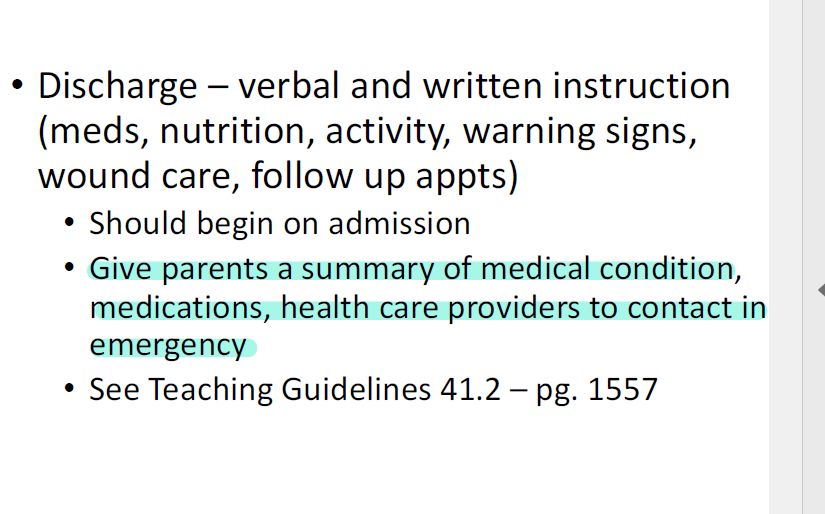 • Discharge – verbal and written instruction
(meds, nutrition, activity, warning signs,
wound care, follow up appts)
• Should begin on admission
• Give parents a summary of medical condition,
medications, health care providers to contact in
emergency
• See Teaching Guidelines 41.2 – pg. 1557